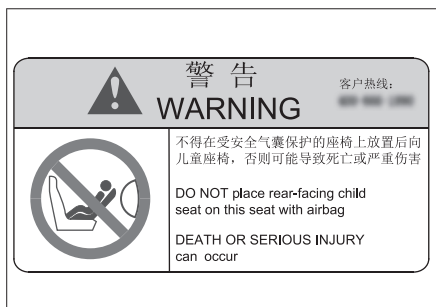 警 告
WARNING
客户热线：
不得在受安全气囊保护的座椅上放置后向
儿童座椅，否则可能导致死亡或严重伤害
DO NOT place rear-facing child
seat on this seat with airbag
DEATH OR SERIOUS INJURY
can occur